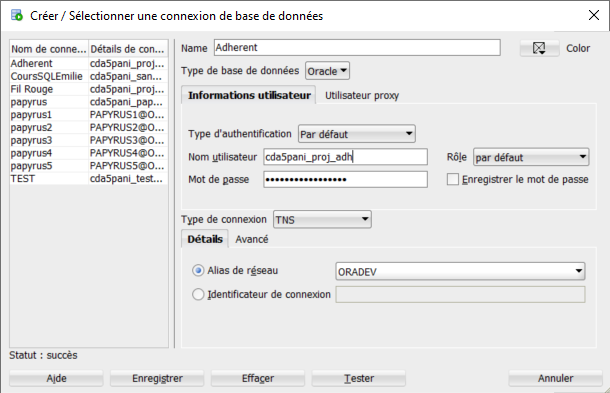 Créer / Sélectionner une connexion de base de données
Nom de conne... Détails de con...
Adherent cda5pani_proj...
CoursSQLEmilie cda5pani_san...
Fil Rouge cda5pani_proj...
papyrus cda5pani_pap...
papyrus1 PAPYRUS1@O...
papyrus2 PAPYRUS2@O...
papyrus3 PAPYRUS3@O...
papyrus4 PAPYRUS4@O...
papyrus5 PAPYRUS5@O...
TEST cda5pani_test...
Name Adherent Color
Type de base de données Oracle
Informations utilisateur Utilisateur proxy
Type d'authentification Par défaut
Nom utilisateur cda5pani_proj_adh Rôle par défaut
Mot de passe ••••••••••••••••• Enregistrer le mot de passe
Type de connexion TNS
Détails Avancé
Alias de réseau ORADEV
Identificateur de connexion
Statut : succès
Aide Enregistrer Effacer Tester Annuler